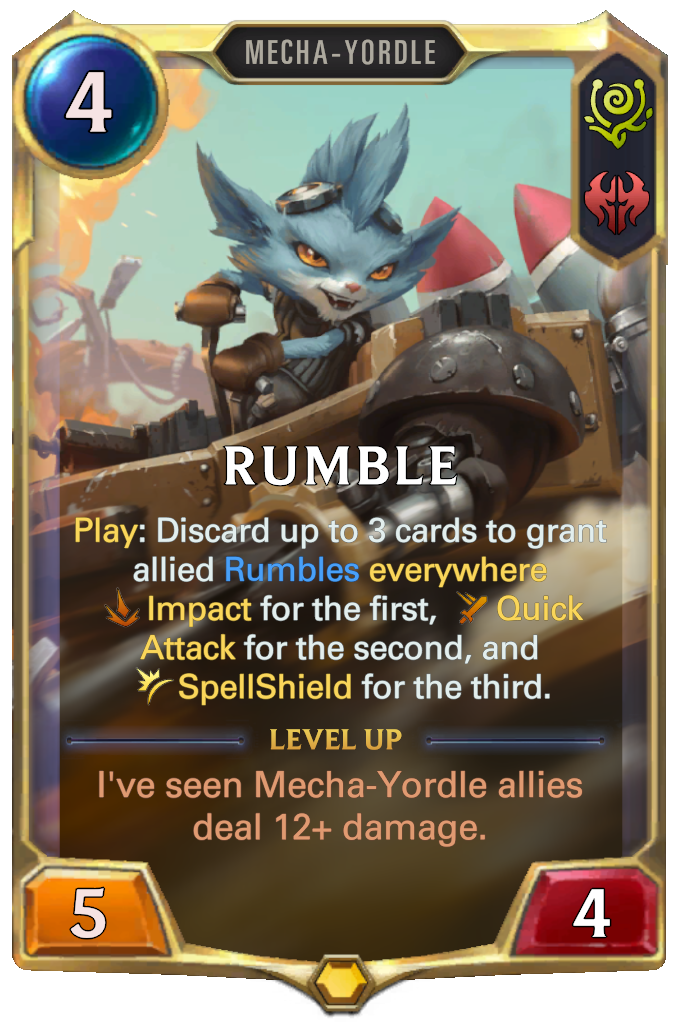 MECHA-YORDLE
4
RUMBLE
Play: Discard up to 3 cards to grant
allied Rumbles everywhere
Impact for the first, Quick
Attack for the second, and
SpellShield for the third.
LEVEL UP
I've seen Mecha-Yordle allies
deal 12+ damage.
5
4